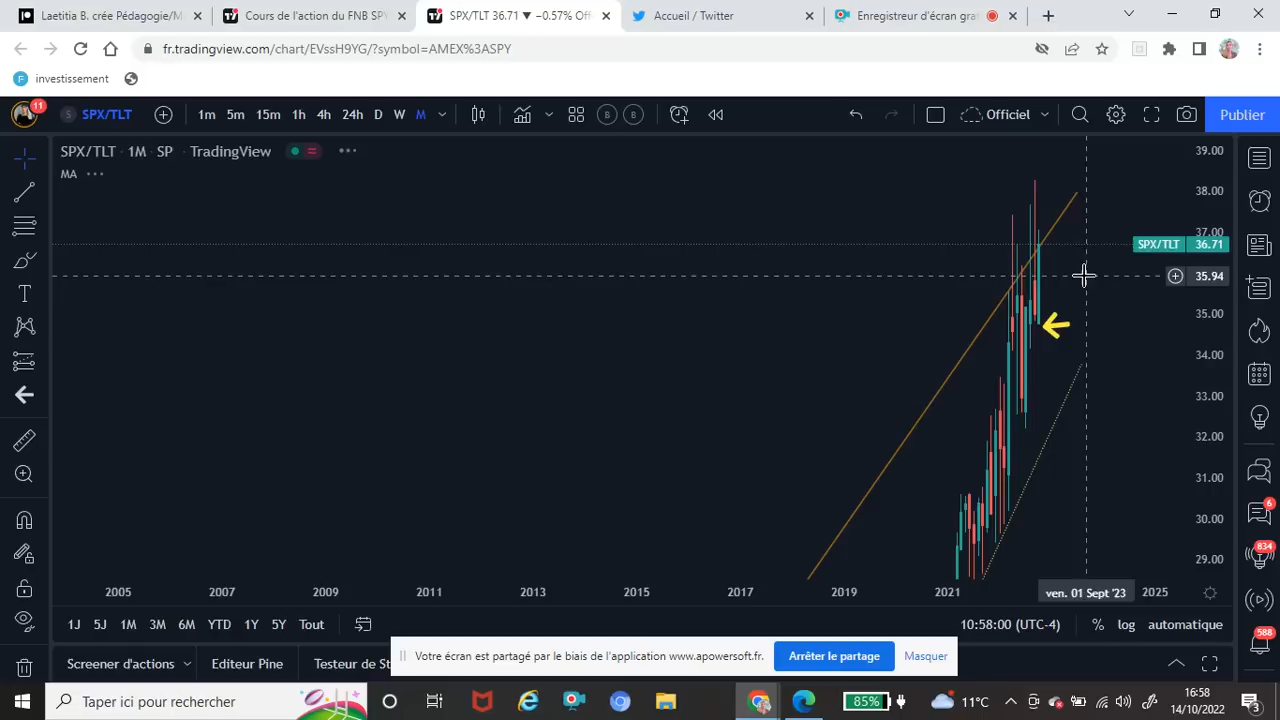 Laetitia B. crée Pédagogie/M
Cours de l'action du FNB SPY
SPX/TLT 36.71 ▼ −0.57% Off
Accueil / Twitter
Enregistreur d'écran grat
fr.tradingview.com/chart/EVssH9YG/?symbol=AMEX%3ASPY
investissement
11
S SPX/TLT
1m 5m 15m 1h 4h 24h D W M
B B
Officiel
Publier
SPX/TLT · 1M · SP TradingView
MA
39.00
38.00
37.00
SPX/TLT 36.71
35.94
35.00
34.00
33.00
32.00
31.00
30.00
29.00
6
834
588
2005 2007 2009 2011 2013 2015 2017 2019 2021 ven. 01 Sept '23 2025
1J 5J 1M 3M 6M YTD 1Y 5Y Tout
10:58:00 (UTC-4) % log automatique
Screener d'actions Editeur Pine Testeur de St
Votre écran est partagé par le biais de l'application www.apowersoft.fr. Arrêter le partage Masquer
Taper ici pour rechercher
85%
11°C
16:58
14/10/2022
3